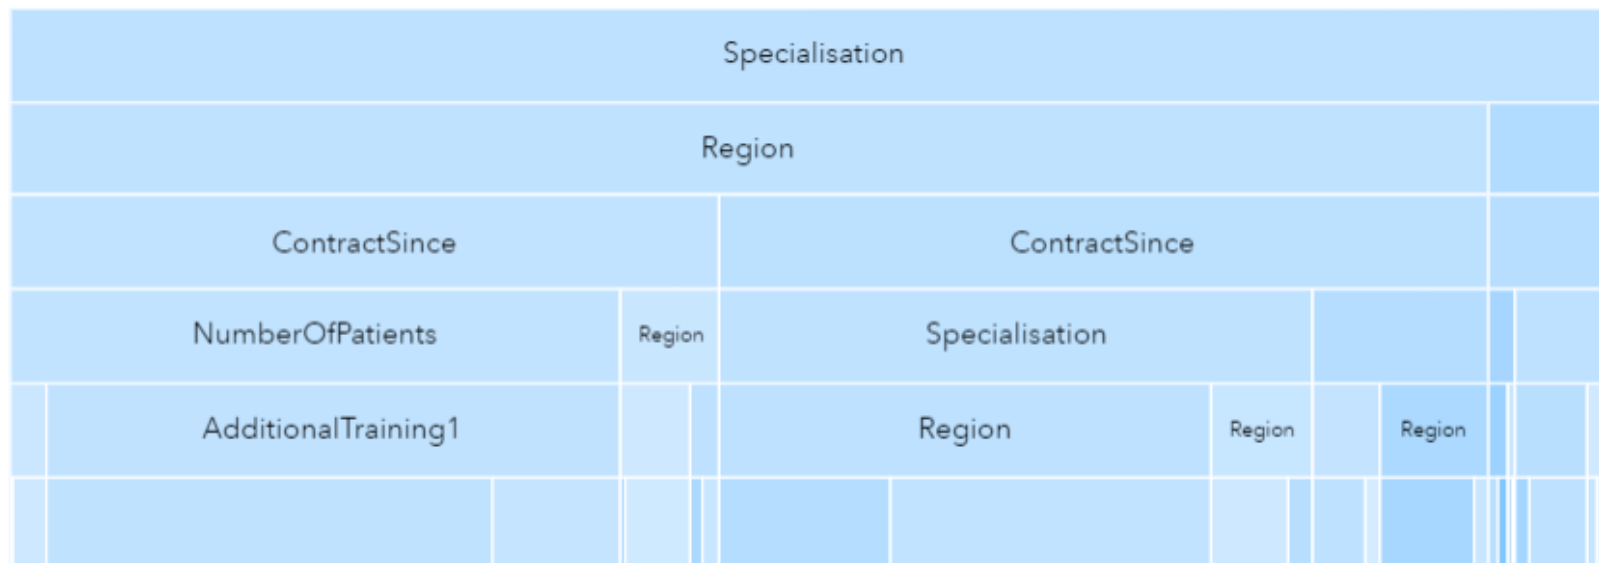 Specialisation
Region
ContractSince
ContractSince
NumberOfPatients
Region
Specialisation
AdditionalTraining1
Region
Region
Region